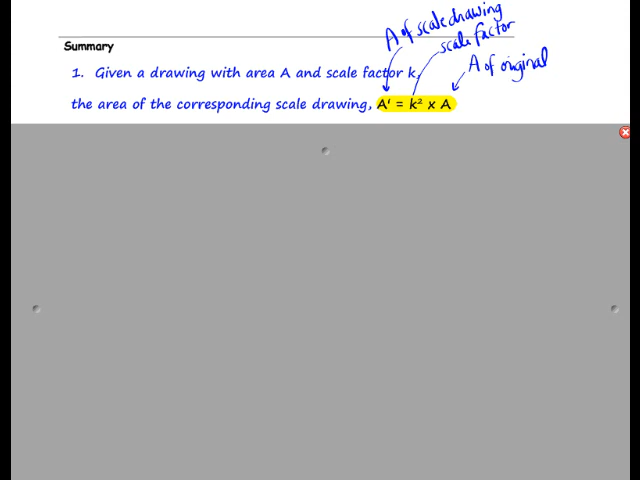 A of scale drawing
scale factor
Summary
A of original
1. Given a drawing with area A and scale factor k,
the area of the corresponding scale drawing, A' = k² x A